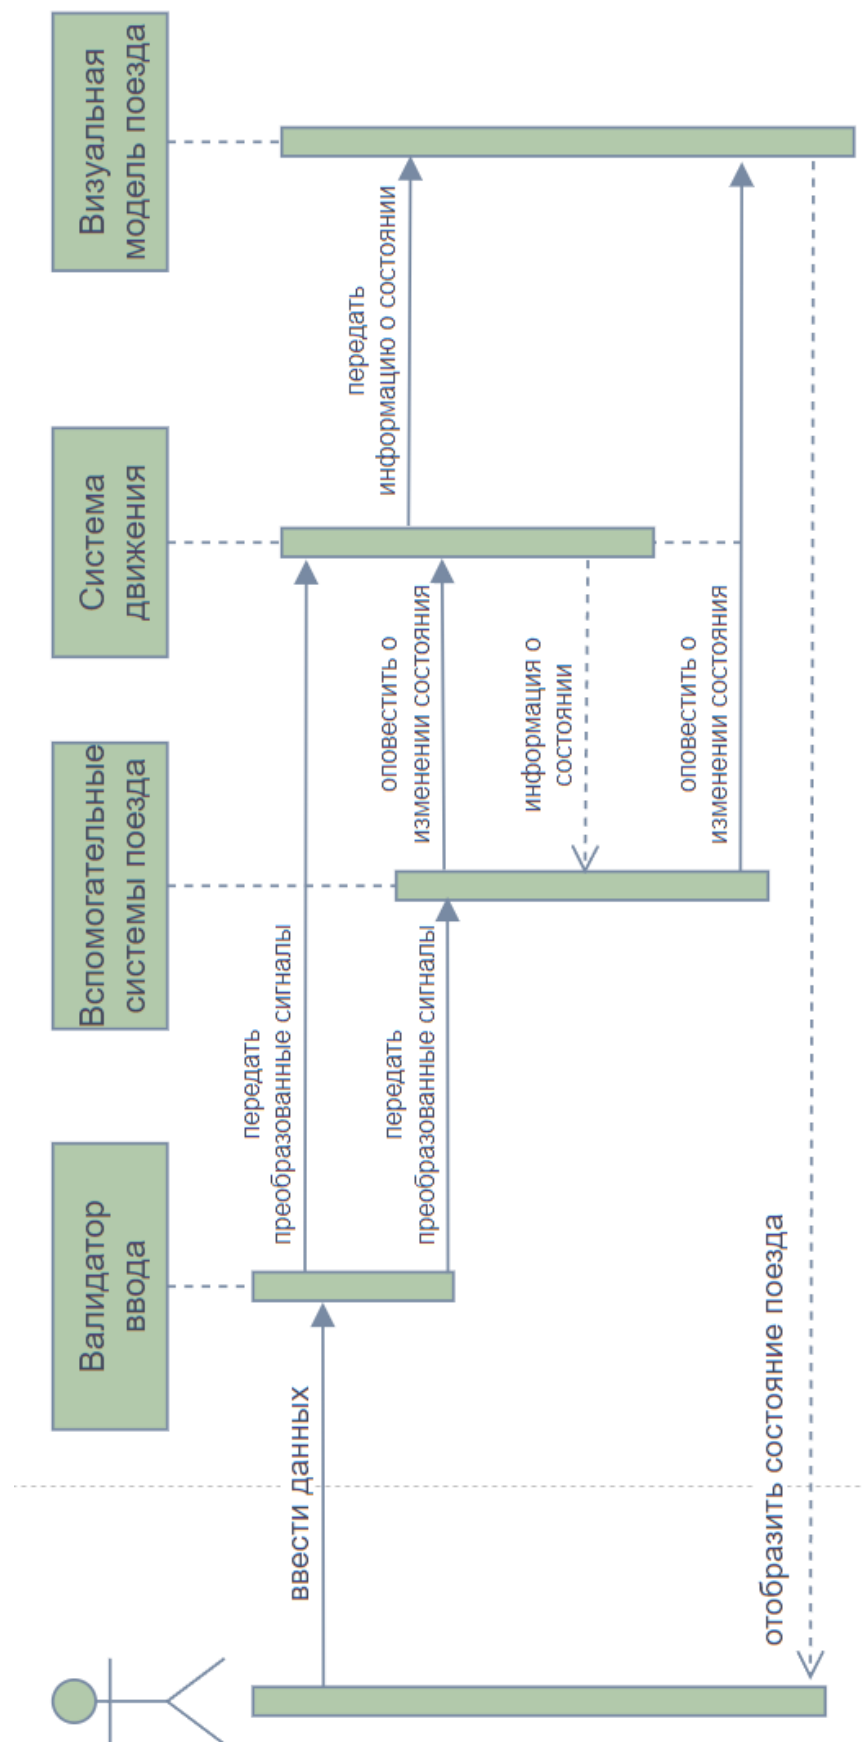 Валидатор
ввода
Вспомогательные
системы поезда
Система
движения
Визуальная
модель поезда
ввести данных
передать
преобразованные сигналы
передать
преобразованные сигналы
передать
информацию о состоянии
оповестить о
изменении состояния
информация о
состоянии
оповестить о
изменении состояния
отобразить состояние поезда